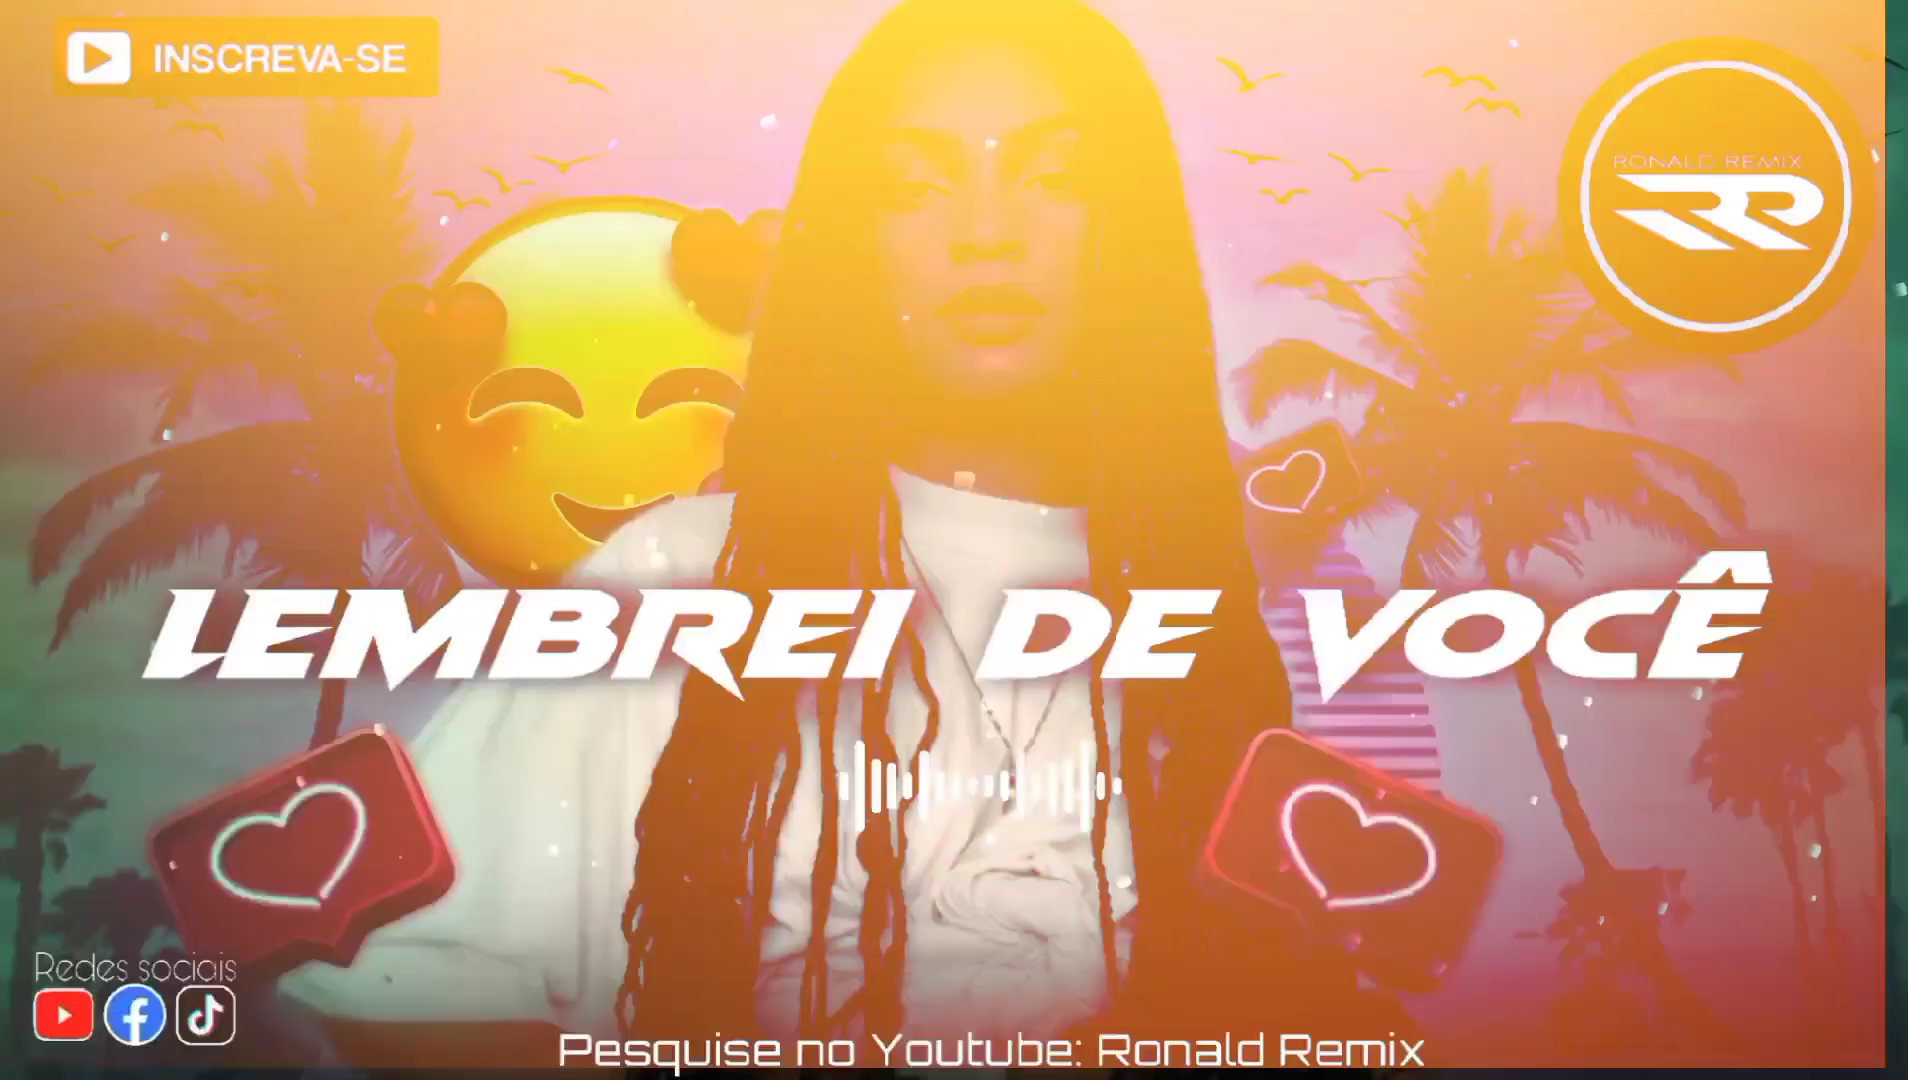 INSCREVA-SE
RONALD REMIX
LEMBREI DE VOCÊ
Redes sociais
Pesquise no Youtube: Ronald Remix